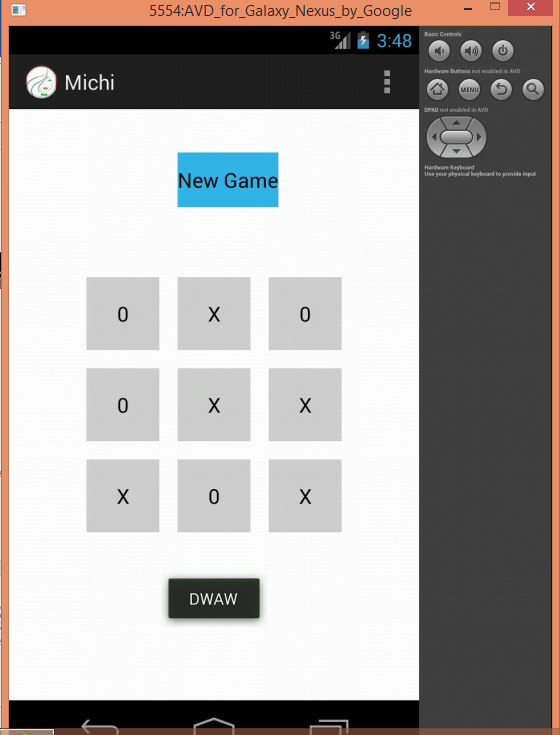 5554:AVD_for_Galaxy_Nexus_by_Google
3G 3:48
Michi
New Game
0 X 0
0 X X
X 0 X
DWAW
Basic Controls
Hardware Buttons not enabled in AVD
MENU
DPAD not enabled in AVD
Hardware Keyboard
Use your physical keyboard to provide input